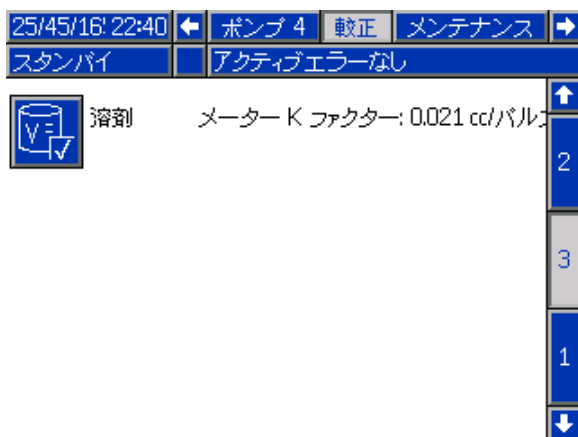 25/45/16 22:40 ポンプ 4 較正 メンテナンス
スタンバイ アクティブエラーなし
溶剤 メーター K ファクター: 0.021 cc/パル
2
3
1